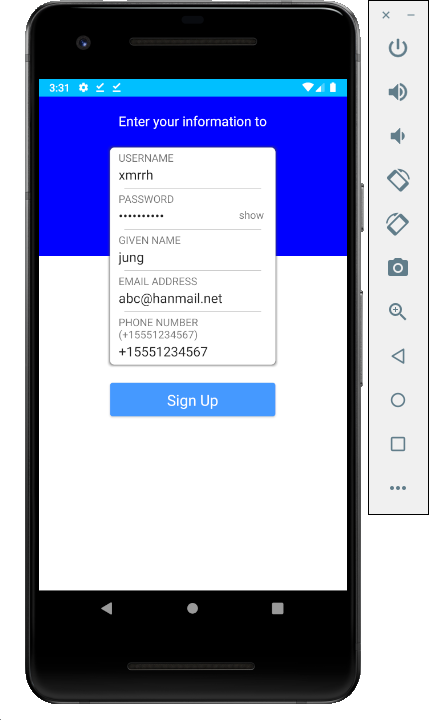 3:31
Enter your information to
USERNAME
xmrrh
PASSWORD
•••••••••• show
GIVEN NAME
jung
EMAIL ADDRESS
abc@hanmail.net
PHONE NUMBER
(+15551234567)
+15551234567
Sign Up